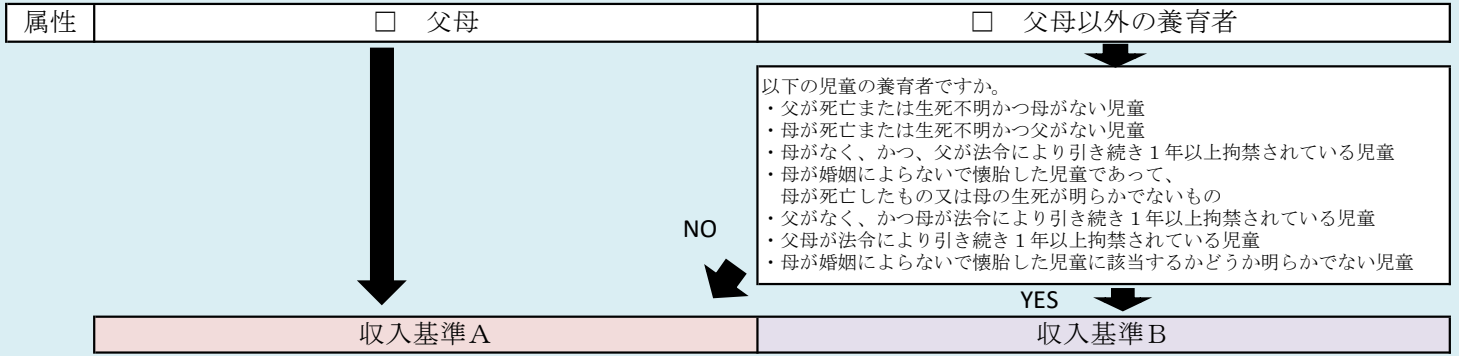 属性
□ 父母
□ 父母以外の養育者
以下の児童の養育者ですか。
・父が死亡または生死不明かつ母がない児童
・母が死亡または生死不明かつ父がない児童
・母がなく、かつ、父が法令により引き続き１年以上拘禁されている児童
・母が婚姻によらないで懐胎した児童であって、
母が死亡したもの又は母の生死が明らかでないもの
・父がなく、かつ母が法令により引き続き１年以上拘禁されている児童
・父母が法令により引き続き１年以上拘禁されている児童
・母が婚姻によらないで懐胎した児童に該当するかどうか明らかでない児童
NO
YES
収入基準Ａ
収入基準Ｂ